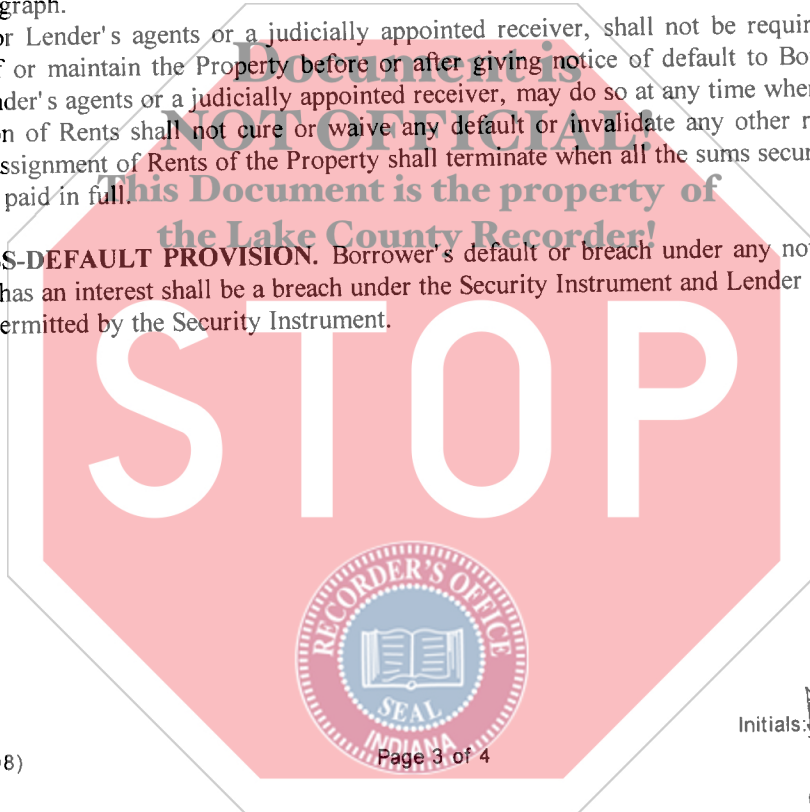 graph.
or Lender's agents or a judicially appointed receiver, shall not be requir
Document is
or maintain the Property before or after giving notice of default to Bo
der's agents or a judicially appointed receiver, may do so at any time whe
NOT OFFICIAL!
n of Rents shall not cure or waive any default or invalidate any other r
ssignment of Rents of the Property shall terminate when all the sums secur
This Document is the property of
paid in full.
the Lake County Recorder!
S-DEFAULT PROVISION. Borrower's default or breach under any no
has an interest shall be a breach under the Security Instrument and Lender
ermitted by the Security Instrument.
STOP
RECORDER'S OFFICE
SEAL
INDIANA
Initials:
Page 3 of 4
8)